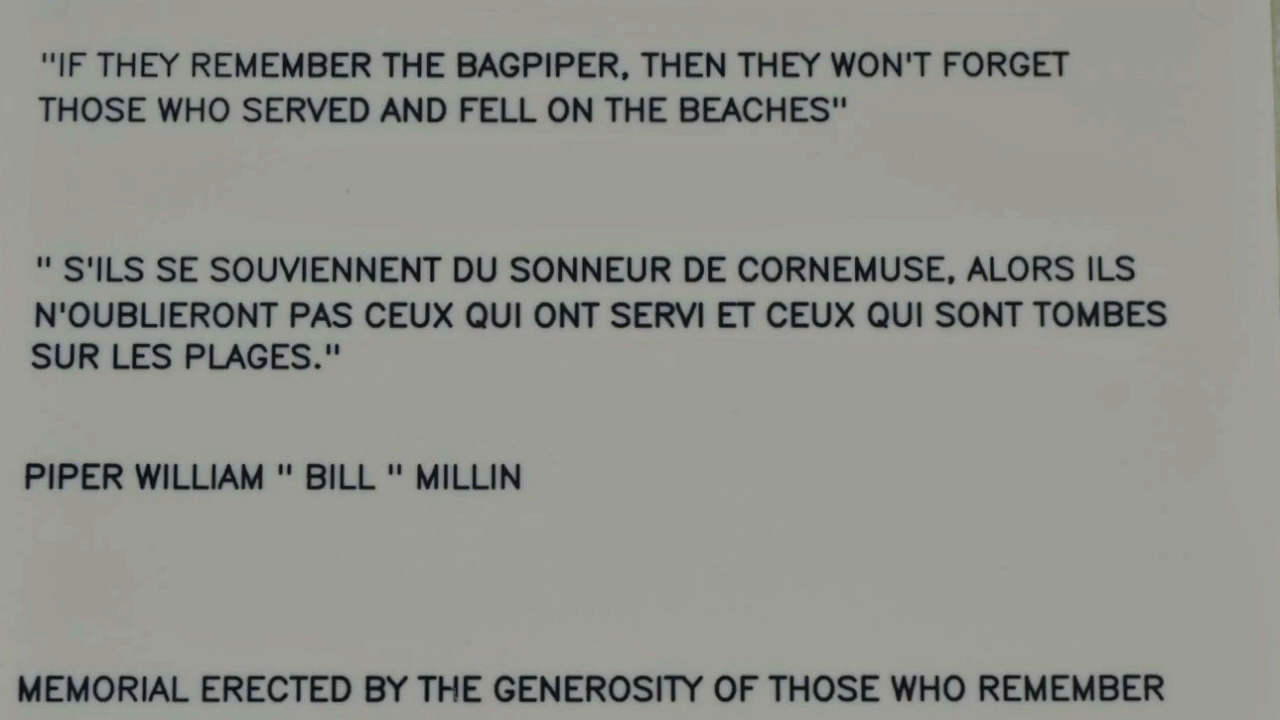 "IF THEY REMEMBER THE BAGPIPER, THEN THEY WON'T FORGET
THOSE WHO SERVED AND FELL ON THE BEACHES"
" S'ILS SE SOUVIENNENT DU SONNEUR DE CORNEMUSE, ALORS ILS
N'OUBLIERONT PAS CEUX QUI ONT SERVI ET CEUX QUI SONT TOMBES
SUR LES PLAGES."
PIPER WILLIAM " BILL " MILLIN
MEMORIAL ERECTED BY THE GENEROSITY OF THOSE WHO REMEMBER